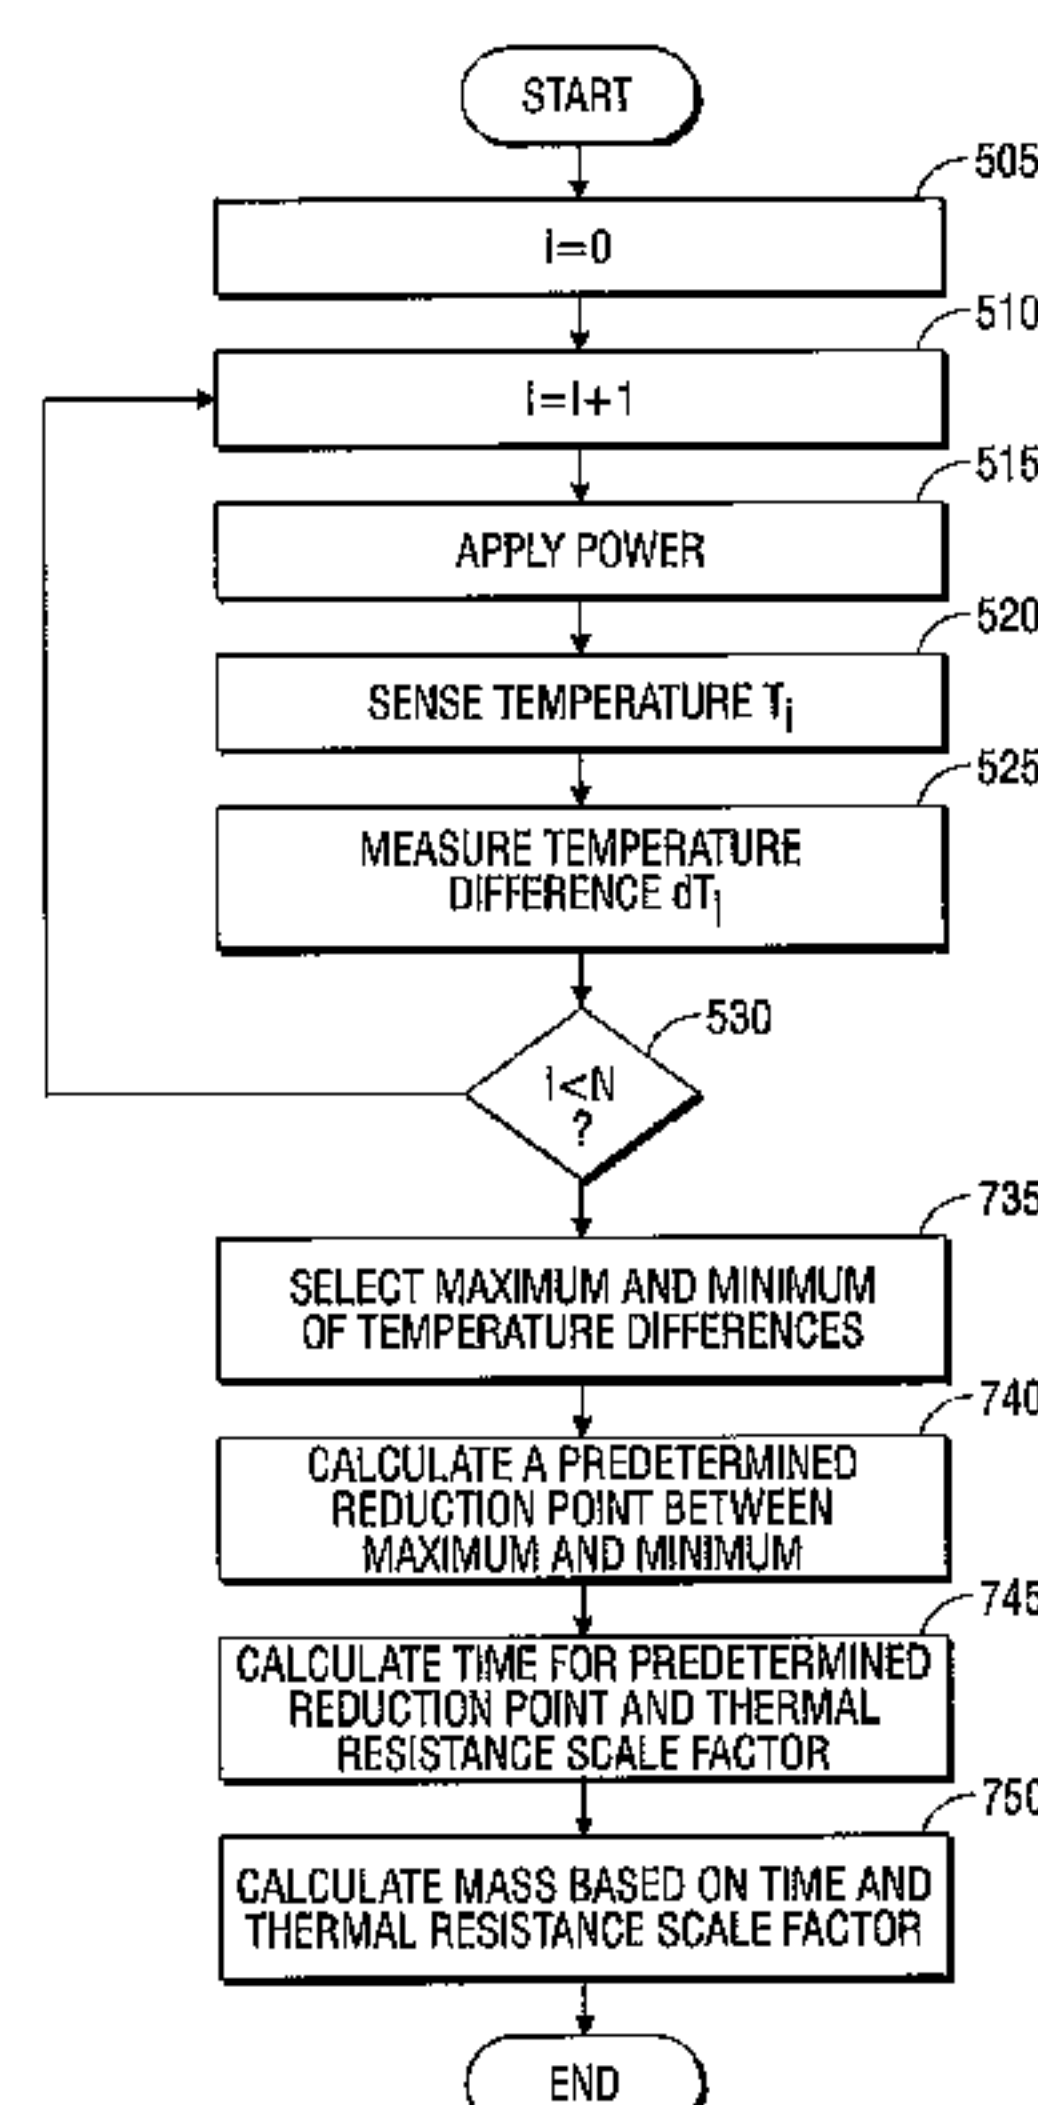 START
505
i=0
510
i=i+1
515
APPLY POWER
520
SENSE TEMPERATURE Ti
525
MEASURE TEMPERATURE
DIFFERENCE dTi
530
i<N
?
735
SELECT MAXIMUM AND MINIMUM
OF TEMPERATURE DIFFERENCES
740
CALCULATE A PREDETERMINED
REDUCTION POINT BETWEEN
MAXIMUM AND MINIMUM
745
CALCULATE TIME FOR PREDETERMINED
REDUCTION POINT AND THERMAL
RESISTANCE SCALE FACTOR
750
CALCULATE MASS BASED ON TIME AND
THERMAL RESISTANCE SCALE FACTOR
END